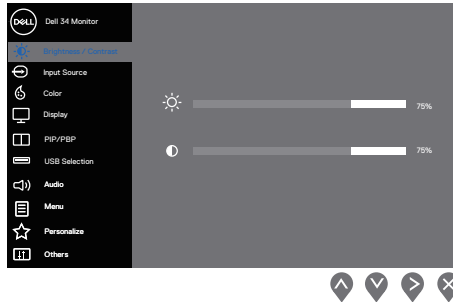 DELL
Dell 34 Monitor
Brightness / Contrast
Input Source
Color
75%
Display
PIP/PBP
75%
USB Selection
Audio
Menu
Personalize
Others